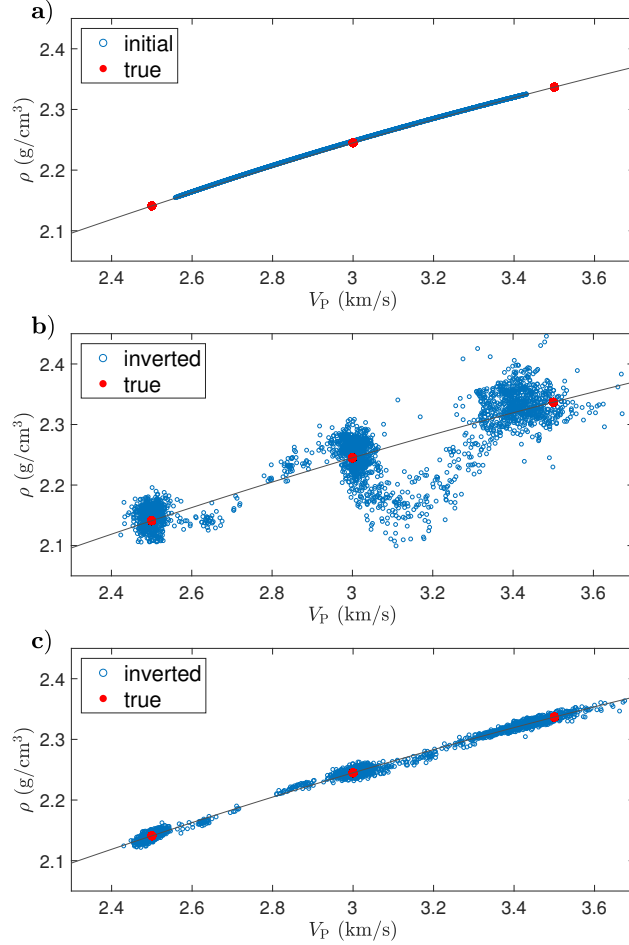 a)
initial
true
2.4
2.3
2.2
2.1
ρ (g/cm³)
2.4 2.6 2.8 3 3.2 3.4 3.6
V_P (km/s)
b)
inverted
true
2.4
2.3
2.2
2.1
ρ (g/cm³)
2.4 2.6 2.8 3 3.2 3.4 3.6
V_P (km/s)
c)
inverted
true
2.4
2.3
2.2
2.1
ρ (g/cm³)
2.4 2.6 2.8 3 3.2 3.4 3.6
V_P (km/s)